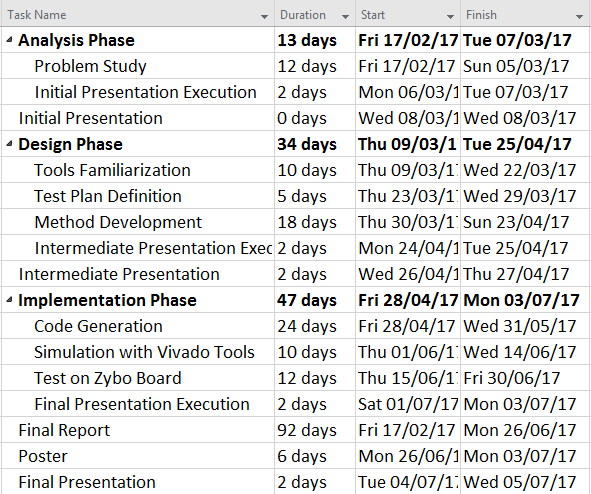 Task Name Duration Start Finish
Analysis Phase 13 days Fri 17/02/17 Tue 07/03/17
Problem Study 12 days Fri 17/02/17 Sun 05/03/17
Initial Presentation Execution 2 days Mon 06/03/1 Tue 07/03/17
Initial Presentation 0 days Wed 08/03/1 Wed 08/03/17
Design Phase 34 days Thu 09/03/1 Tue 25/04/17
Tools Familiarization 10 days Thu 09/03/17 Wed 22/03/17
Test Plan Definition 5 days Thu 23/03/17 Wed 29/03/17
Method Development 18 days Thu 30/03/17 Sun 23/04/17
Intermediate Presentation Exec 2 days Mon 24/04/1 Tue 25/04/17
Intermediate Presentation 2 days Wed 26/04/1 Thu 27/04/17
Implementation Phase 47 days Fri 28/04/17 Mon 03/07/17
Code Generation 24 days Fri 28/04/17 Wed 31/05/17
Simulation with Vivado Tools 10 days Thu 01/06/17 Wed 14/06/17
Test on Zybo Board 12 days Thu 15/06/17 Fri 30/06/17
Final Presentation Execution 2 days Sat 01/07/17 Mon 03/07/17
Final Report 92 days Fri 17/02/17 Mon 26/06/17
Poster 6 days Mon 26/06/1 Mon 03/07/17
Final Presentation 2 days Tue 04/07/17 Wed 05/07/17